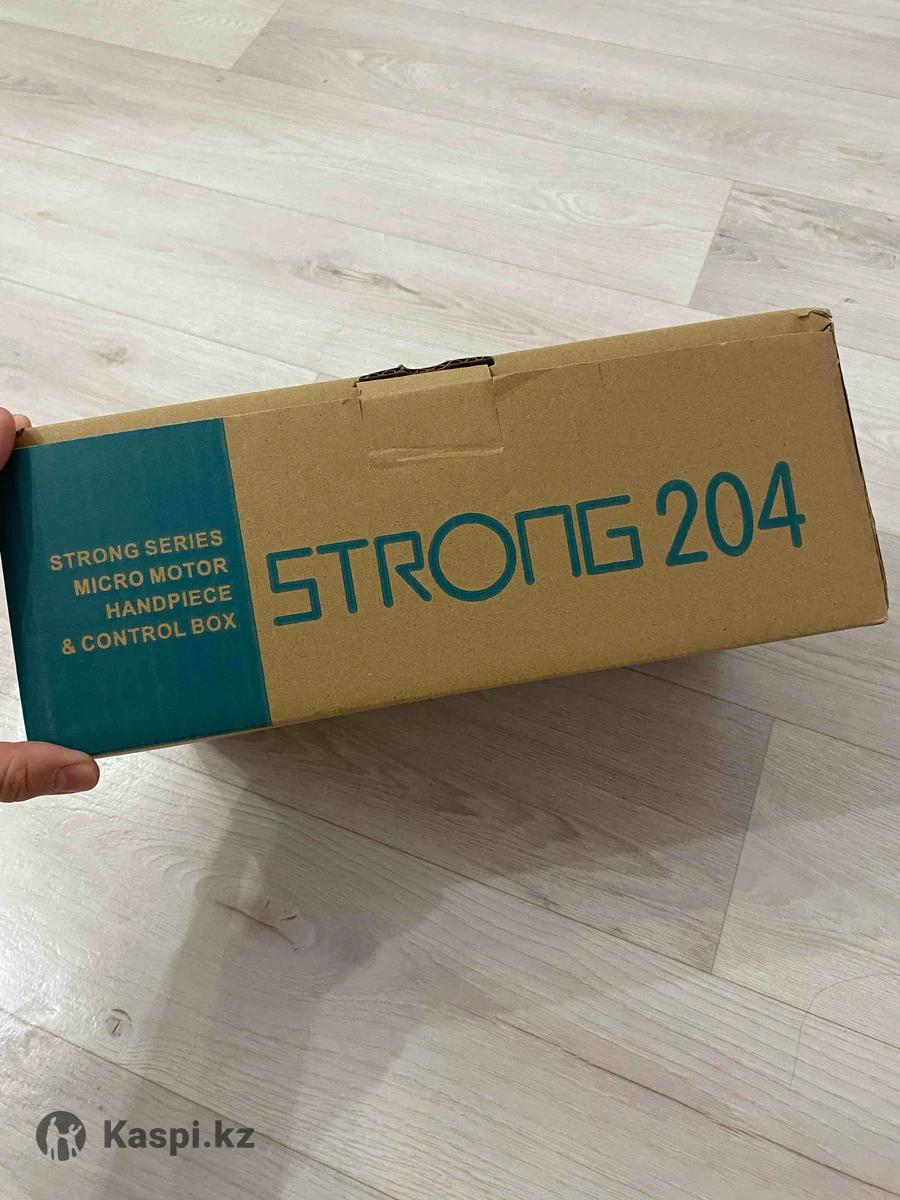 STRONG SERIES
MICRO MOTOR
HANDPIECE
& CONTROL BOX
STRONG 204
Kaspi.kz